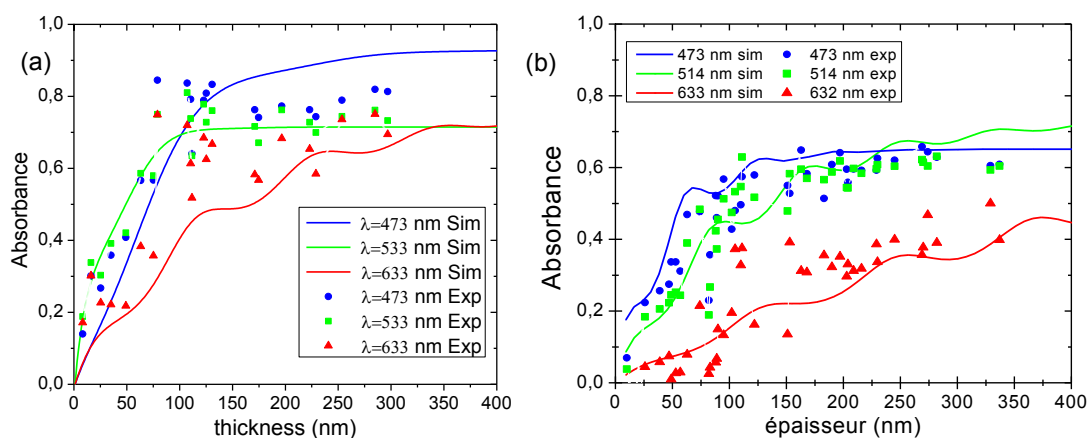 (a)
Absorbance
1,0
0,8
0,6
0,4
0,2
0,0
0 50 100 150 200 250 300 350 400
thickness (nm)
λ=473 nm Sim
λ=533 nm Sim
λ=633 nm Sim
λ=473 nm Exp
λ=533 nm Exp
λ=633 nm Exp
(b)
Absorbance
1,0
0,8
0,6
0,4
0,2
0,0
0 50 100 150 200 250 300 350 400
épaisseur (nm)
473 nm sim 473 nm exp
514 nm sim 514 nm exp
633 nm sim 632 nm exp